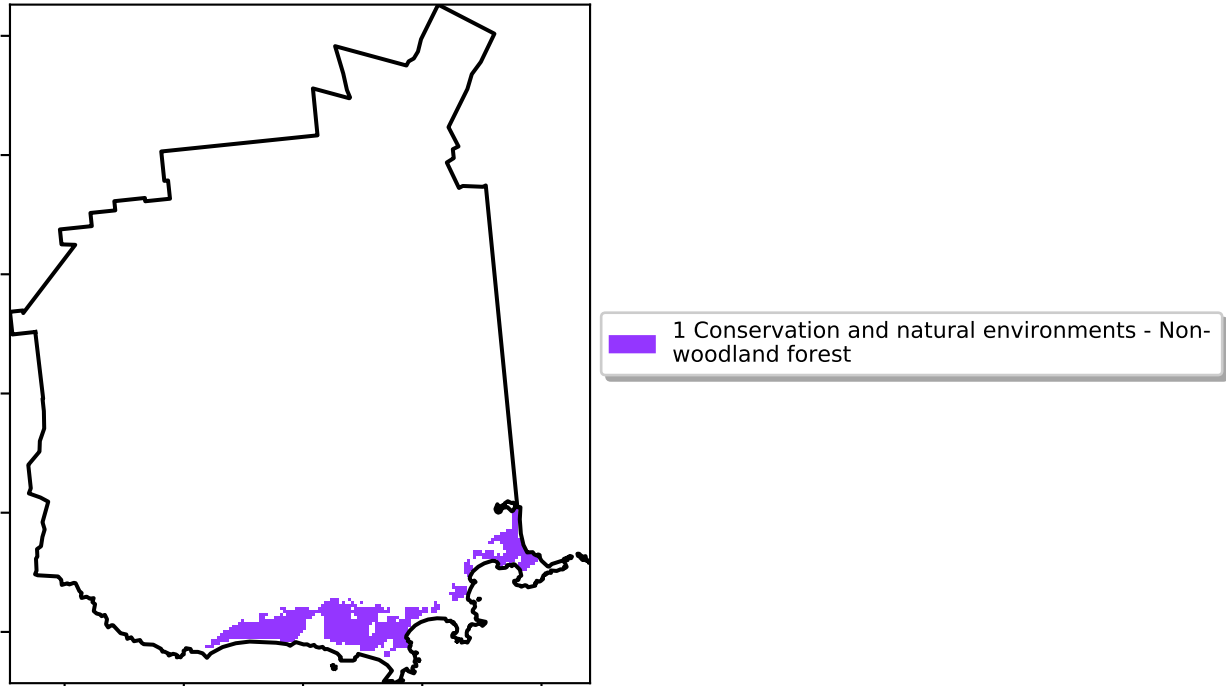 1 Conservation and natural environments - Non-
woodland forest